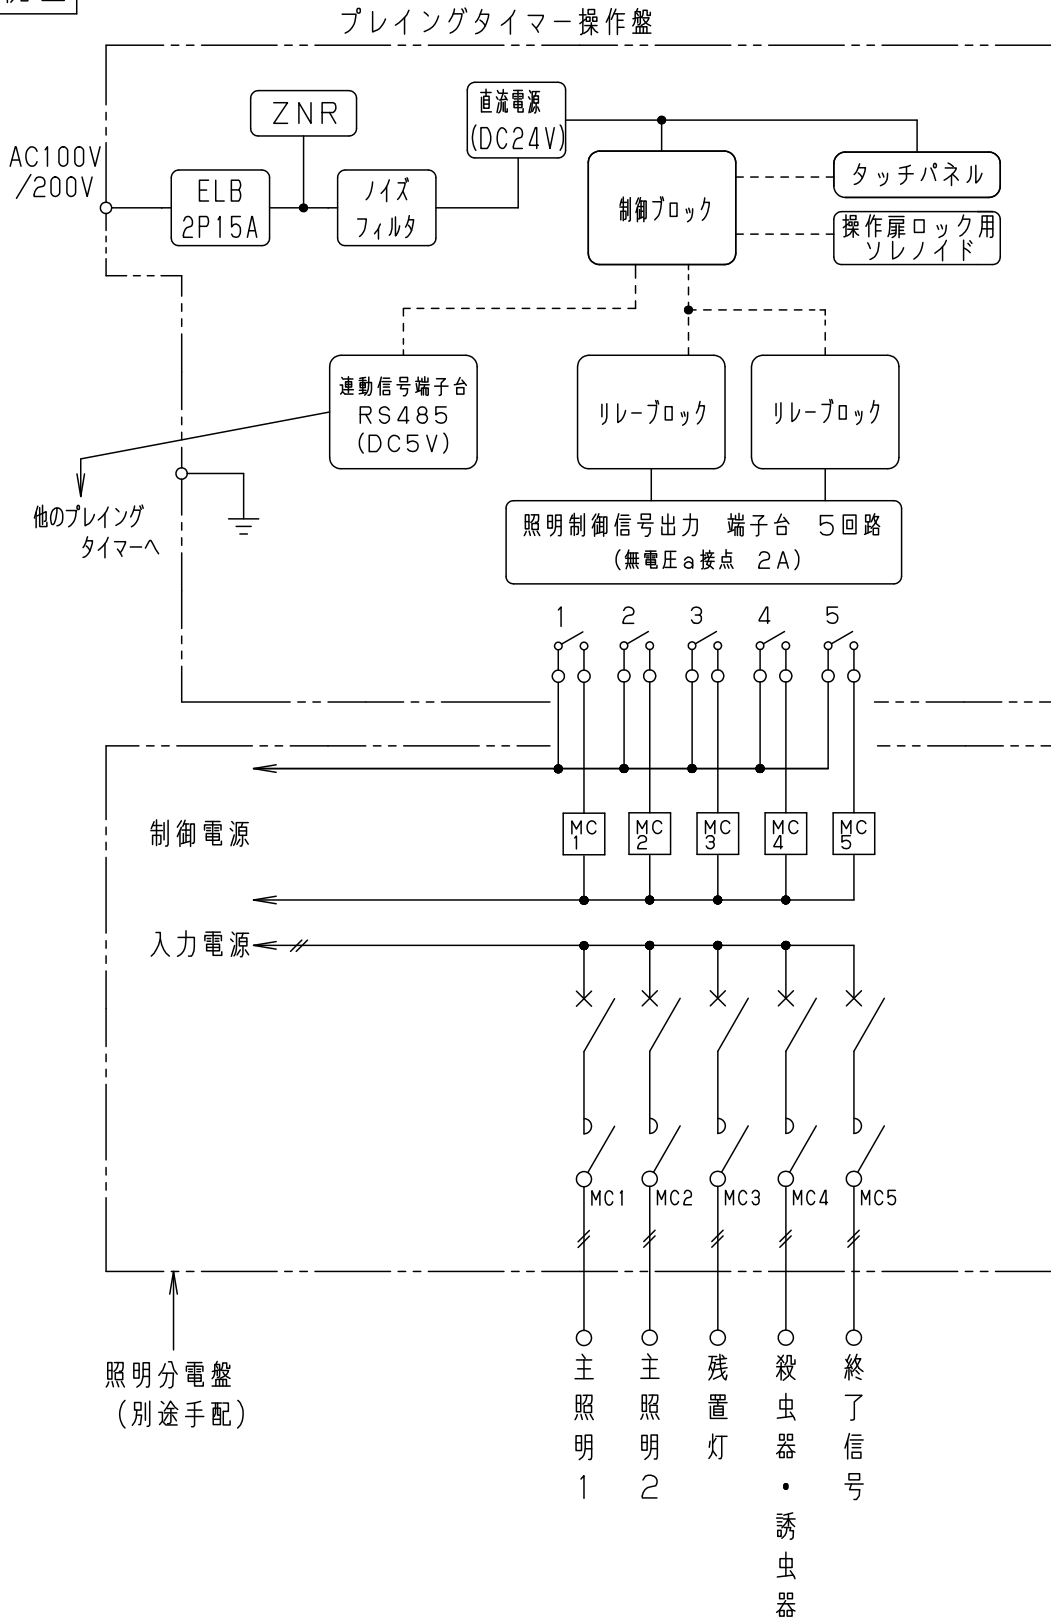 プレイングタイマー操作盤
AC100V
/200V
ZNR
ELB
2P15A
ノイズ
フィルタ
直流電源
(DC24V)
制御ブロック
タッチパネル
操作扉ロック用
ソレノイド
連動信号端子台
RS485
(DC5V)
リレーブロック
リレーブロック
他のプレイング
タイマーへ
照明制御信号出力 端子台 5回路
(無電圧a接点 2A)
1 2 3 4 5
制御電源
MC
1
MC
2
MC
3
MC
4
MC
5
入力電源
MC1 MC2 MC3 MC4 MC5
照明分電盤
(別途手配)
主照明1
主照明2
残置灯
殺虫器・誘虫器
終了信号